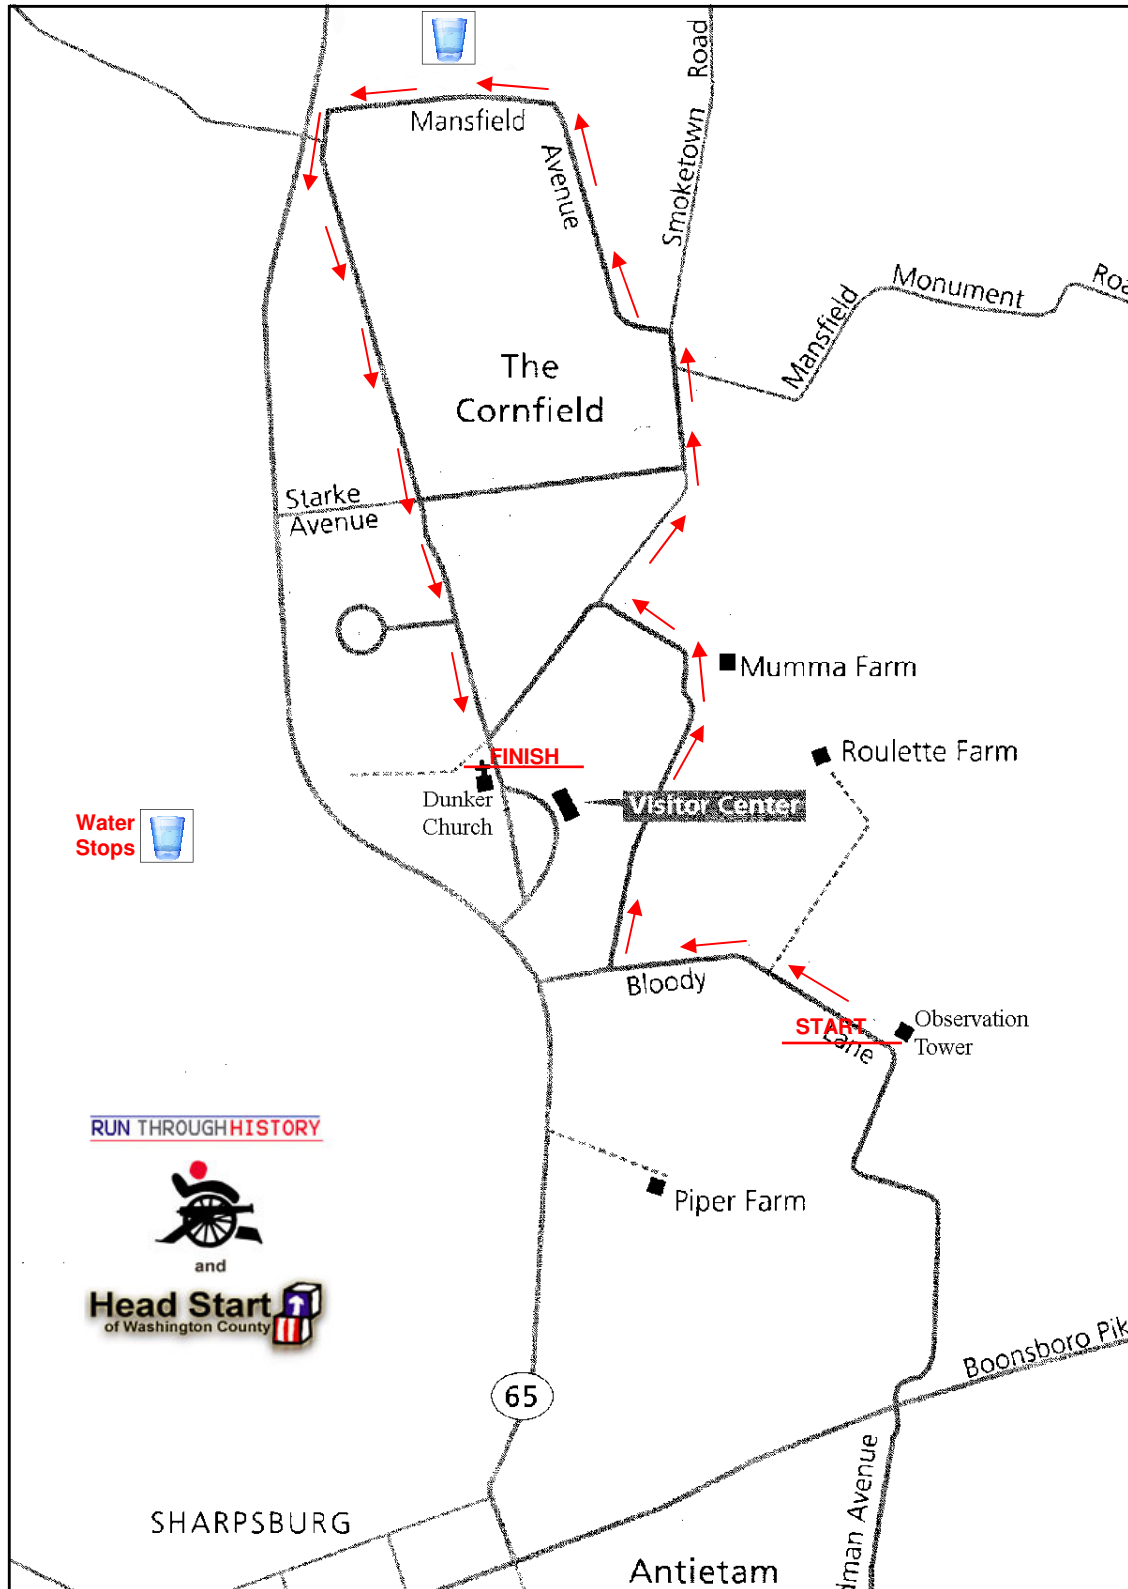 Smoketown Road
Mansfield
Avenue
Monument
Roa
Mansfield
The
Cornfield
Starke
Avenue
Mumma Farm
FINISH
Roulette Farm
Dunker
Church
Visitor Center
Water
Stops
Bloody
START
Lane
Observation
Tower
RUN THROUGH HISTORY
Piper Farm
and
Head Start
of Washington County
Boonsboro Pik
65
dman Avenue
SHARPSBURG
Antietam